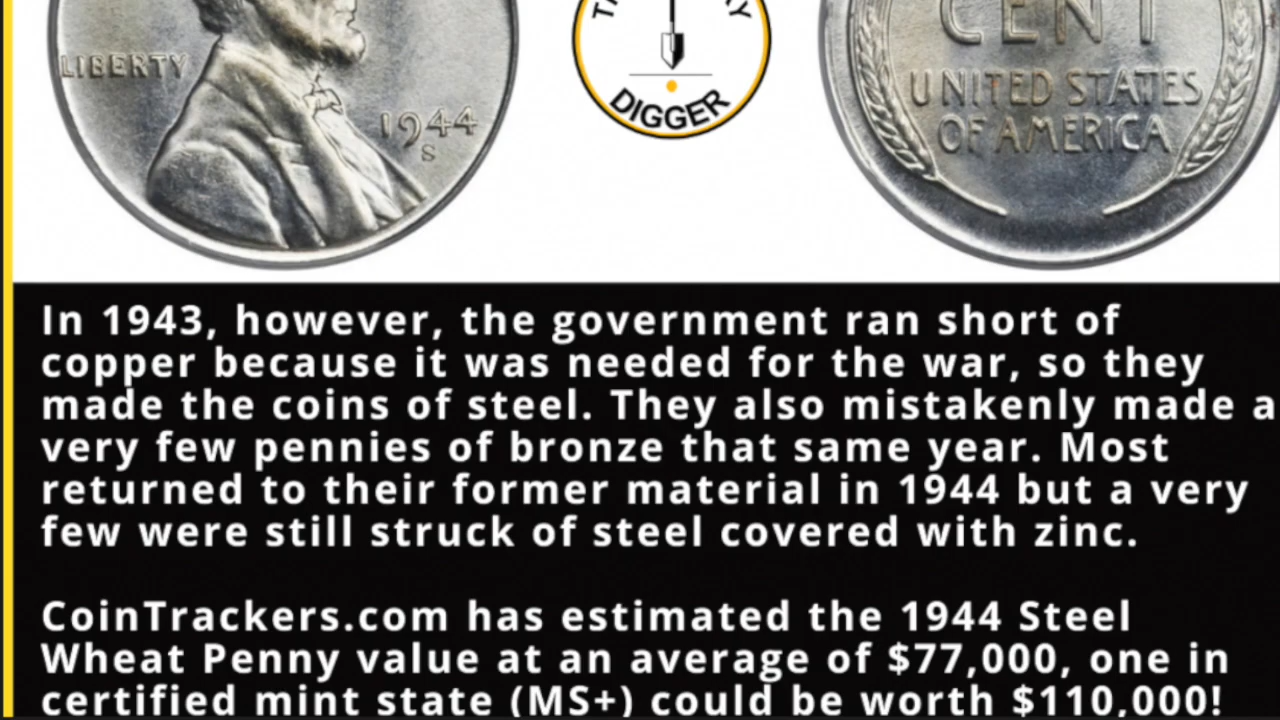 LIBERTY
1944
S
DIGGER
CENT
UNITED STATES
OF AMERICA
In 1943, however, the government ran short of
copper because it was needed for the war, so they
made the coins of steel. They also mistakenly made a
very few pennies of bronze that same year. Most
returned to their former material in 1944 but a very
few were still struck of steel covered with zinc.
CoinTrackers.com has estimated the 1944 Steel
Wheat Penny value at an average of $77,000, one in
certified mint state (MS+) could be worth $110,000!